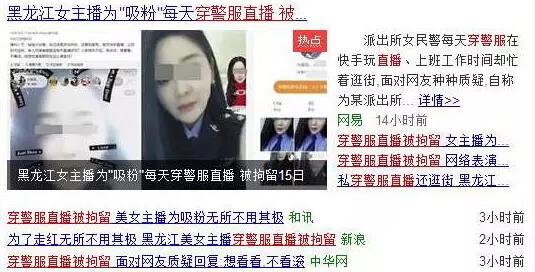 黑龙江女主播为"吸粉"每天穿警服直播 被...
热点
黑龙江女主播为"吸粉"每天穿警服直播 被拘留15日
派出所女民警每天穿警服在
快手玩直播、上班工作时间却忙
着逛街,面对网友种种质疑,自称
为某派出所... 详情>>
网易 14小时前
穿警服直播被拘留 女主播为...
穿警服直播被拘留 网络表演...
私穿警服直播还逛街 黑龙江...
穿警服直播被拘留 美女主播为吸粉无所不用其极 和讯 3小时前
为了走红无所不用其极 黑龙江美女主播穿警服直播被拘留 新浪 2小时前
穿警服直播被拘留 面对网友质疑回复:想看看,不看滚 中华网 3小时前